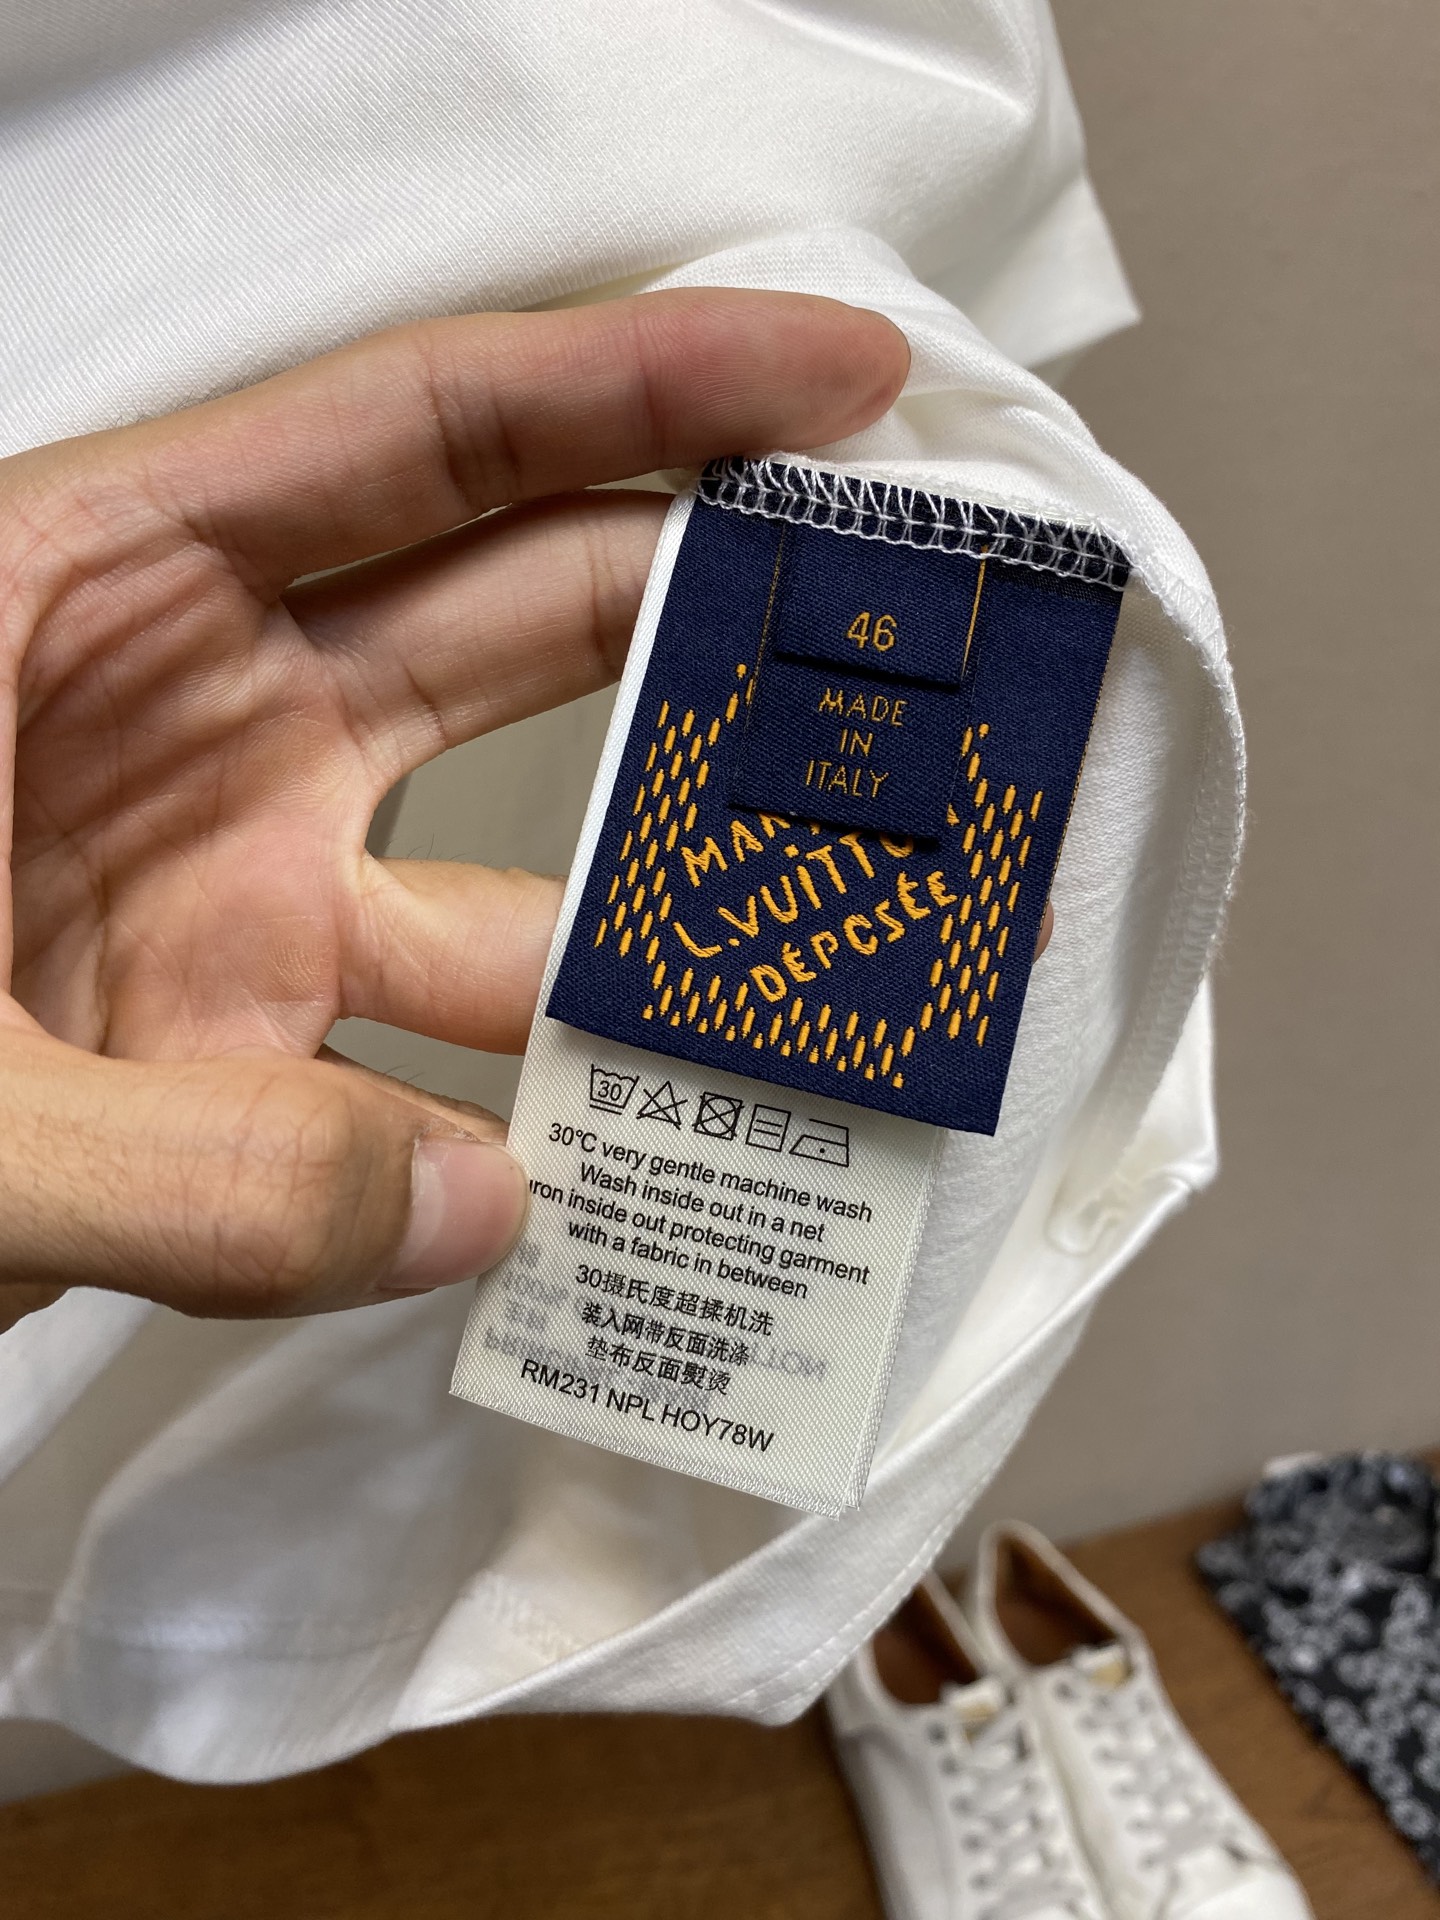 46
MADE
IN
ITALY
L.VUITTO
DÉPCSÉE
30
30℃ very gentle machine wash
Wash inside out in a net
iron inside out protecting garment
with a fabric in between
30摄氏度超揉机洗
装入网带反面洗涤
垫布反面熨烫
RM231 NPL HOY78W